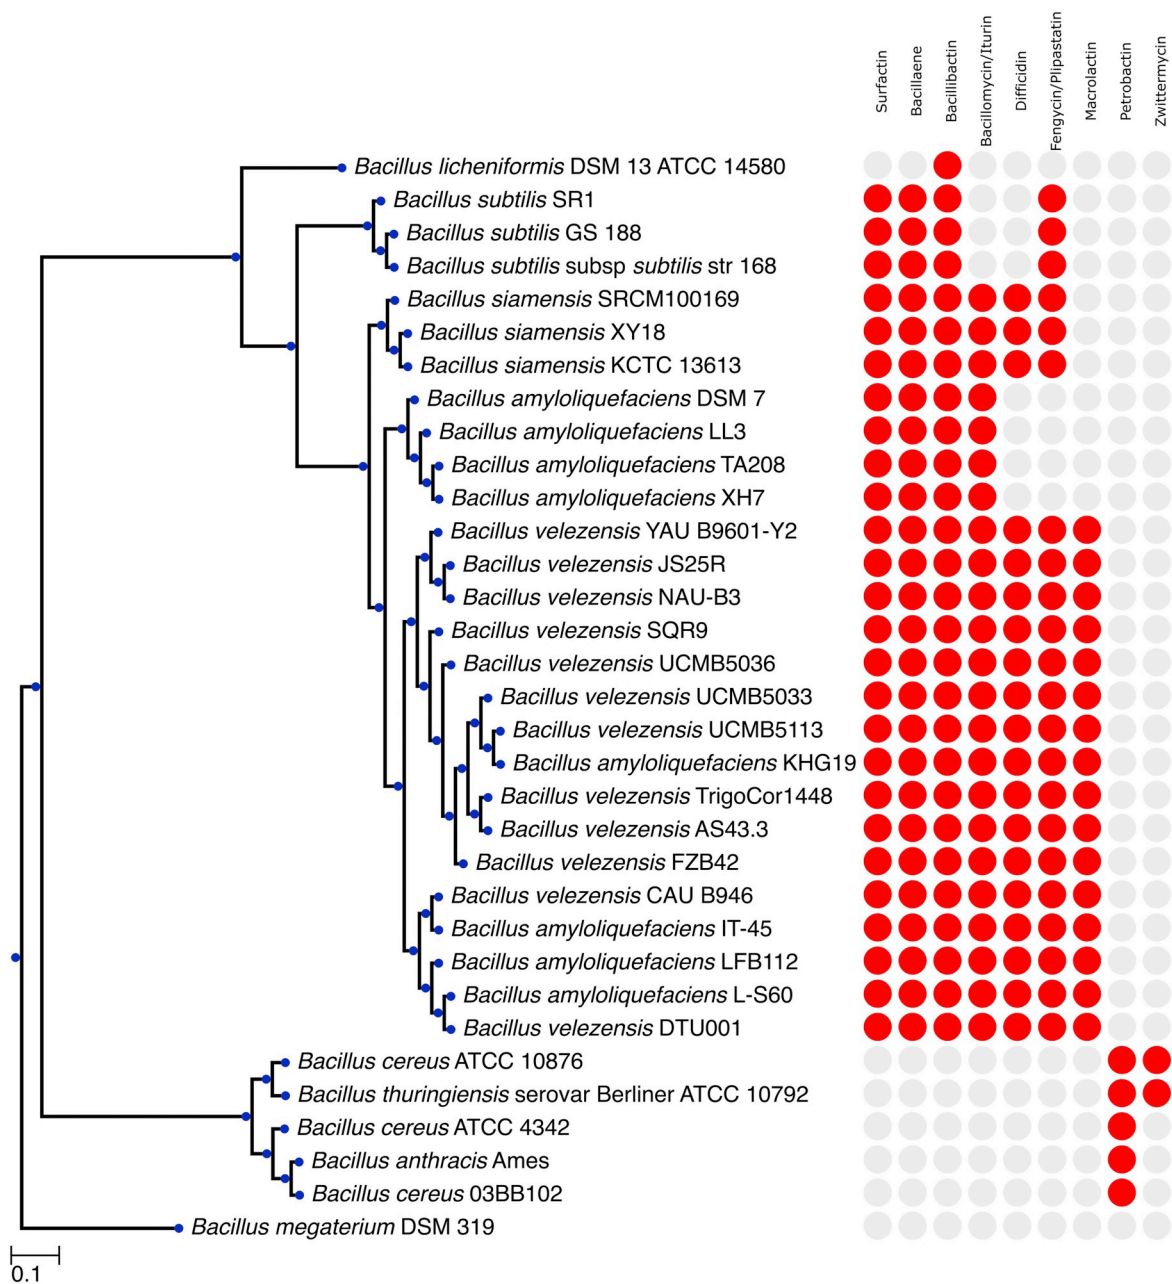 Surfactin
Bacillaene
Bacillibactin
Bacillomycin/Iturin
Difficidin
Fengycin/Plipastatin
Macrolactin
Petrobactin
Zwittermycin
Bacillus licheniformis DSM 13 ATCC 14580
Bacillus subtilis SR1
Bacillus subtilis GS 188
Bacillus subtilis subsp subtilis str 168
Bacillus siamensis SRCM100169
Bacillus siamensis XY18
Bacillus siamensis KCTC 13613
Bacillus amyloliquefaciens DSM 7
Bacillus amyloliquefaciens LL3
Bacillus amyloliquefaciens TA208
Bacillus amyloliquefaciens XH7
Bacillus velezensis YAU B9601-Y2
Bacillus velezensis JS25R
Bacillus velezensis NAU-B3
Bacillus velezensis SQR9
Bacillus velezensis UCMB5036
Bacillus velezensis UCMB5033
Bacillus velezensis UCMB5113
Bacillus amyloliquefaciens KHG19
Bacillus velezensis TrigoCor1448
Bacillus velezensis AS43.3
Bacillus velezensis FZB42
Bacillus velezensis CAU B946
Bacillus amyloliquefaciens IT-45
Bacillus amyloliquefaciens LFB112
Bacillus amyloliquefaciens L-S60
Bacillus velezensis DTU001
Bacillus cereus ATCC 10876
Bacillus thuringiensis serovar Berliner ATCC 10792
Bacillus cereus ATCC 4342
Bacillus anthracis Ames
Bacillus cereus 03BB102
Bacillus megaterium DSM 319
0.1